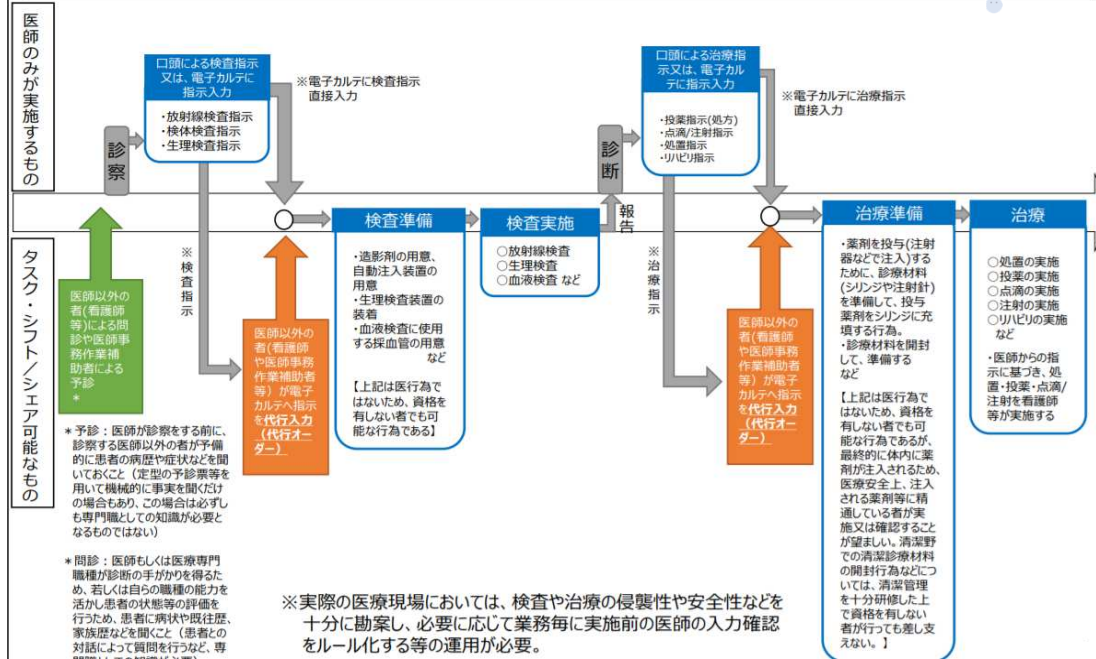 医師のみが実施するもの
診察
口頭による検査指示
又は、電子カルテに
指示入力
・放射線検査指示
・検体検査指示
・生理検査指示
※電子カルテに検査指示
直接入力
診断
口頭による治療指
示又は、電子カル
テに指示入力
・投薬指示(処方)
・点滴/注射指示
・処置指示
・リハビリ指示
※電子カルテに治療指示
直接入力
タスク・シフト／シェア可能なもの
医師以外の
者(看護師
等)による問
診や医師事
務作業補
助者による
予診
*
※検査指示
医師以外の
者(看護師
や医師事務
作業補助者
等）が電子
カルテへ指示
を代行入力
（代行オー
ダー）
検査準備
・造影剤の用意、
自動注入装置の
用意
・生理検査装置の
装着
・血液検査に使用
する採血管の用意
など
【上記は医行為で
はないため、資格を
有しない者でも可
能な行為である】
検査実施
○放射線検査
○生理検査
○血液検査 など
報告
※治療指示
医師以外の
者(看護師
や医師事務
作業補助者
等）が電子
カルテへ指示
を代行入力
（代行オー
ダー）
治療準備
・薬剤を投与(注射
器などで注入)する
ために、診療材料
(シリンジや注射針)
を準備して、投与
薬剤をシリンジに充
填する行為。
・診療材料を開封
して、準備する
など
【上記は医行為で
はないため、資格を
有しない者でも可
能な行為であるが、
最終的に体内に薬
剤が注入されるため、
医療安全上、注入
される薬剤等に精
通している者が実
施又は確認すること
が望ましい。清潔野
での清潔診療材料
の開封行為などにつ
いては、清潔管理
を十分研修した上
で資格を有しない
者が行っても差し支
えない。】
治療
○処置の実施
○投薬の実施
○点滴の実施
○注射の実施
○リハビリの実施
など
・医師からの指
示に基づき、処
置・投薬・点滴/
注射を看護師
等が実施する
＊予診：医師が診察をする前に、
診察する医師以外の者が予備
的に患者の病歴や症状などを聞
いておくこと（定型の予診票等を
用いて機械的に事実を聞くだけ
の場合もあり、この場合は必ずし
も専門職としての知識が必要と
なるものではない）
＊問診：医師もしくは医療専門
職種が診断の手がかりを得るた
め、若しくは自らの職種の能力を
活かし患者の状態等の評価を
行うため、患者に病状や既往歴、
家族歴などを聞くこと（患者との
対話によって質問を行うなど、専
門職としての知識が必要）
※実際の医療現場においては、検査や治療の侵襲性や安全性などを
十分に勘案し、必要に応じて業務毎に実施前の医師の入力確認
をルール化する等の運用が必要。